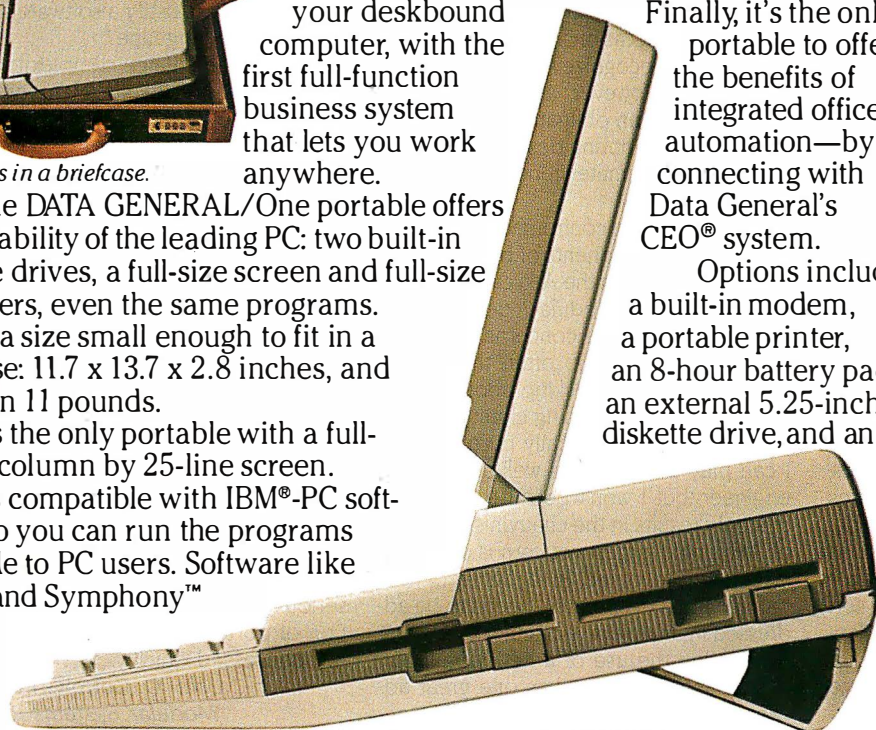 your deskbound
computer, with the
first full-function
business system
that lets you work
anywhere.
s in a briefcase.
e DATA GENERAL/One portable offers
ability of the leading PC: two built-in
e drives, a full-size screen and full-size
ers, even the same programs.
a size small enough to fit in a
se: 11.7 x 13.7 x 2.8 inches, and
n 11 pounds.
s the only portable with a full-
column by 25-line screen.
compatible with IBM®-PC soft-
o you can run the programs
le to PC users. Software like
and Symphony™
Finally, it's the onl
portable to offe
the benefits of
integrated office
automation—by
connecting with
Data General's
CEO® system.
Options inclu
a built-in modem,
a portable printer,
an 8-hour battery pa
an external 5.25-inch
diskette drive, and an